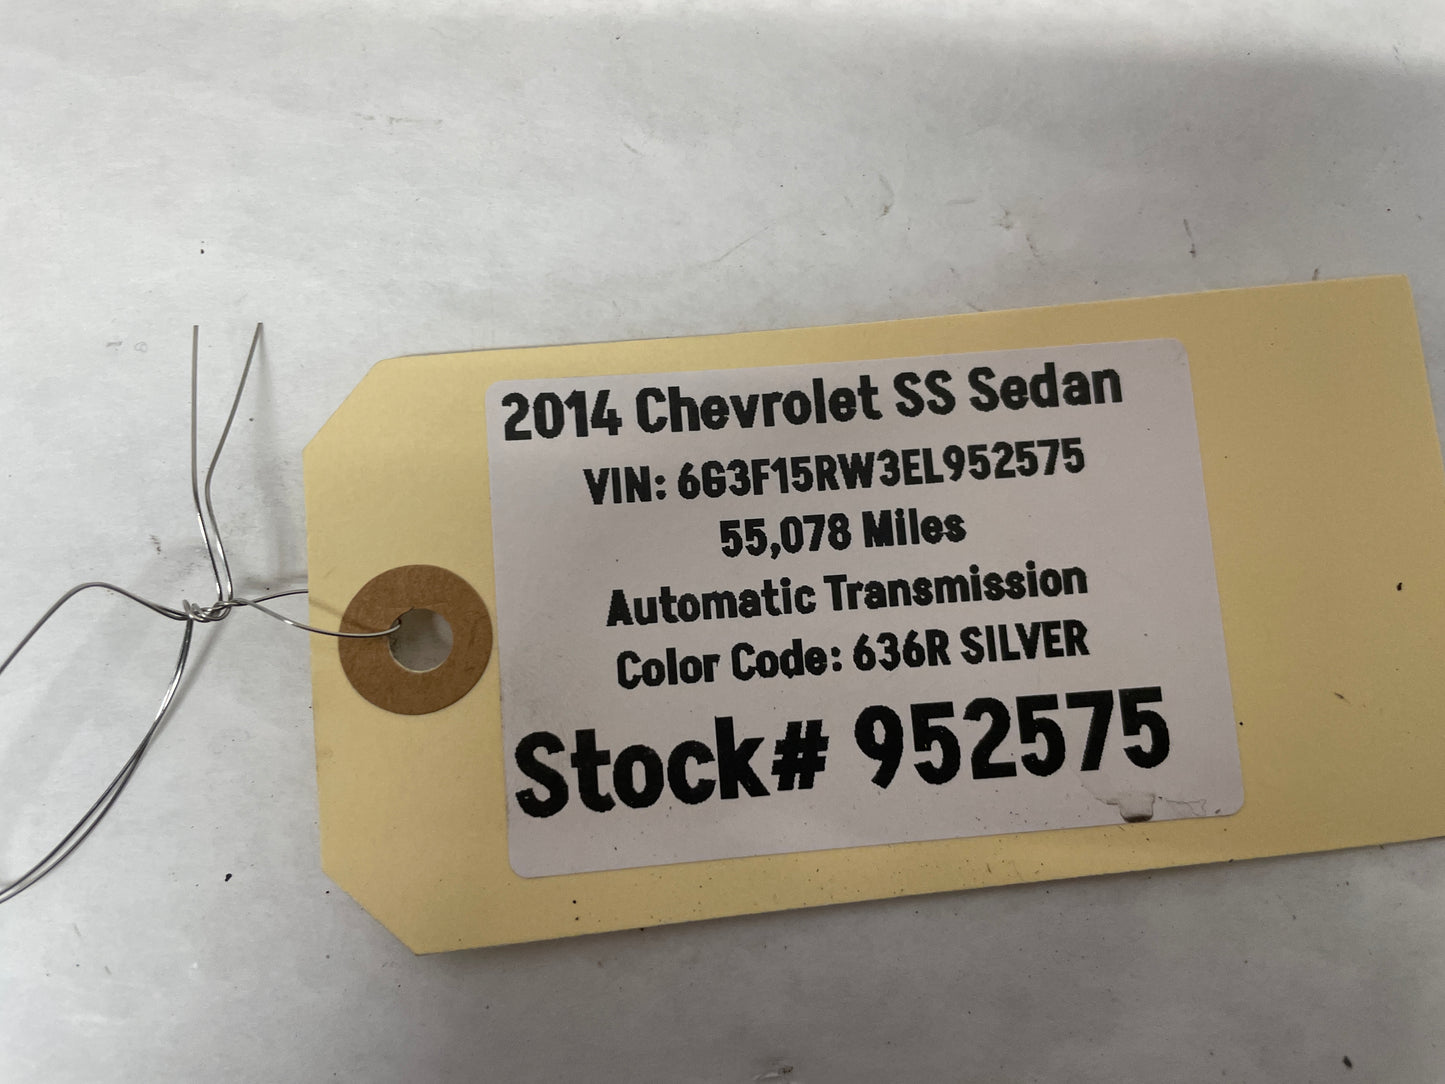 2014 Chevrolet SS Sedan
VIN: 6G3F15RW3EL952575
55,078 Miles
Automatic Transmission
Color Code: 636R SILVER
Stock# 952575